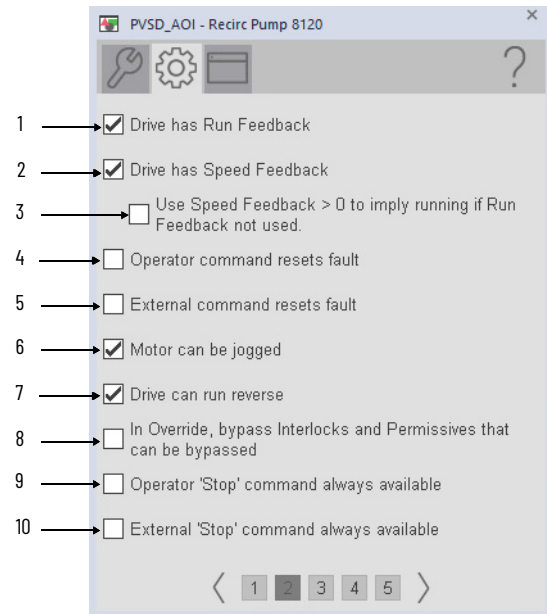 PVSD_AOI - Recirc Pump 8120
×
?
1 Drive has Run Feedback
2 Drive has Speed Feedback
3 Use Speed Feedback > 0 to imply running if Run
Feedback not used.
4 Operator command resets fault
5 External command resets fault
6 Motor can be jogged
7 Drive can run reverse
8 In Override, bypass Interlocks and Permissives that
can be bypassed
9 Operator 'Stop' command always available
10 External 'Stop' command always available
1 2 3 4 5